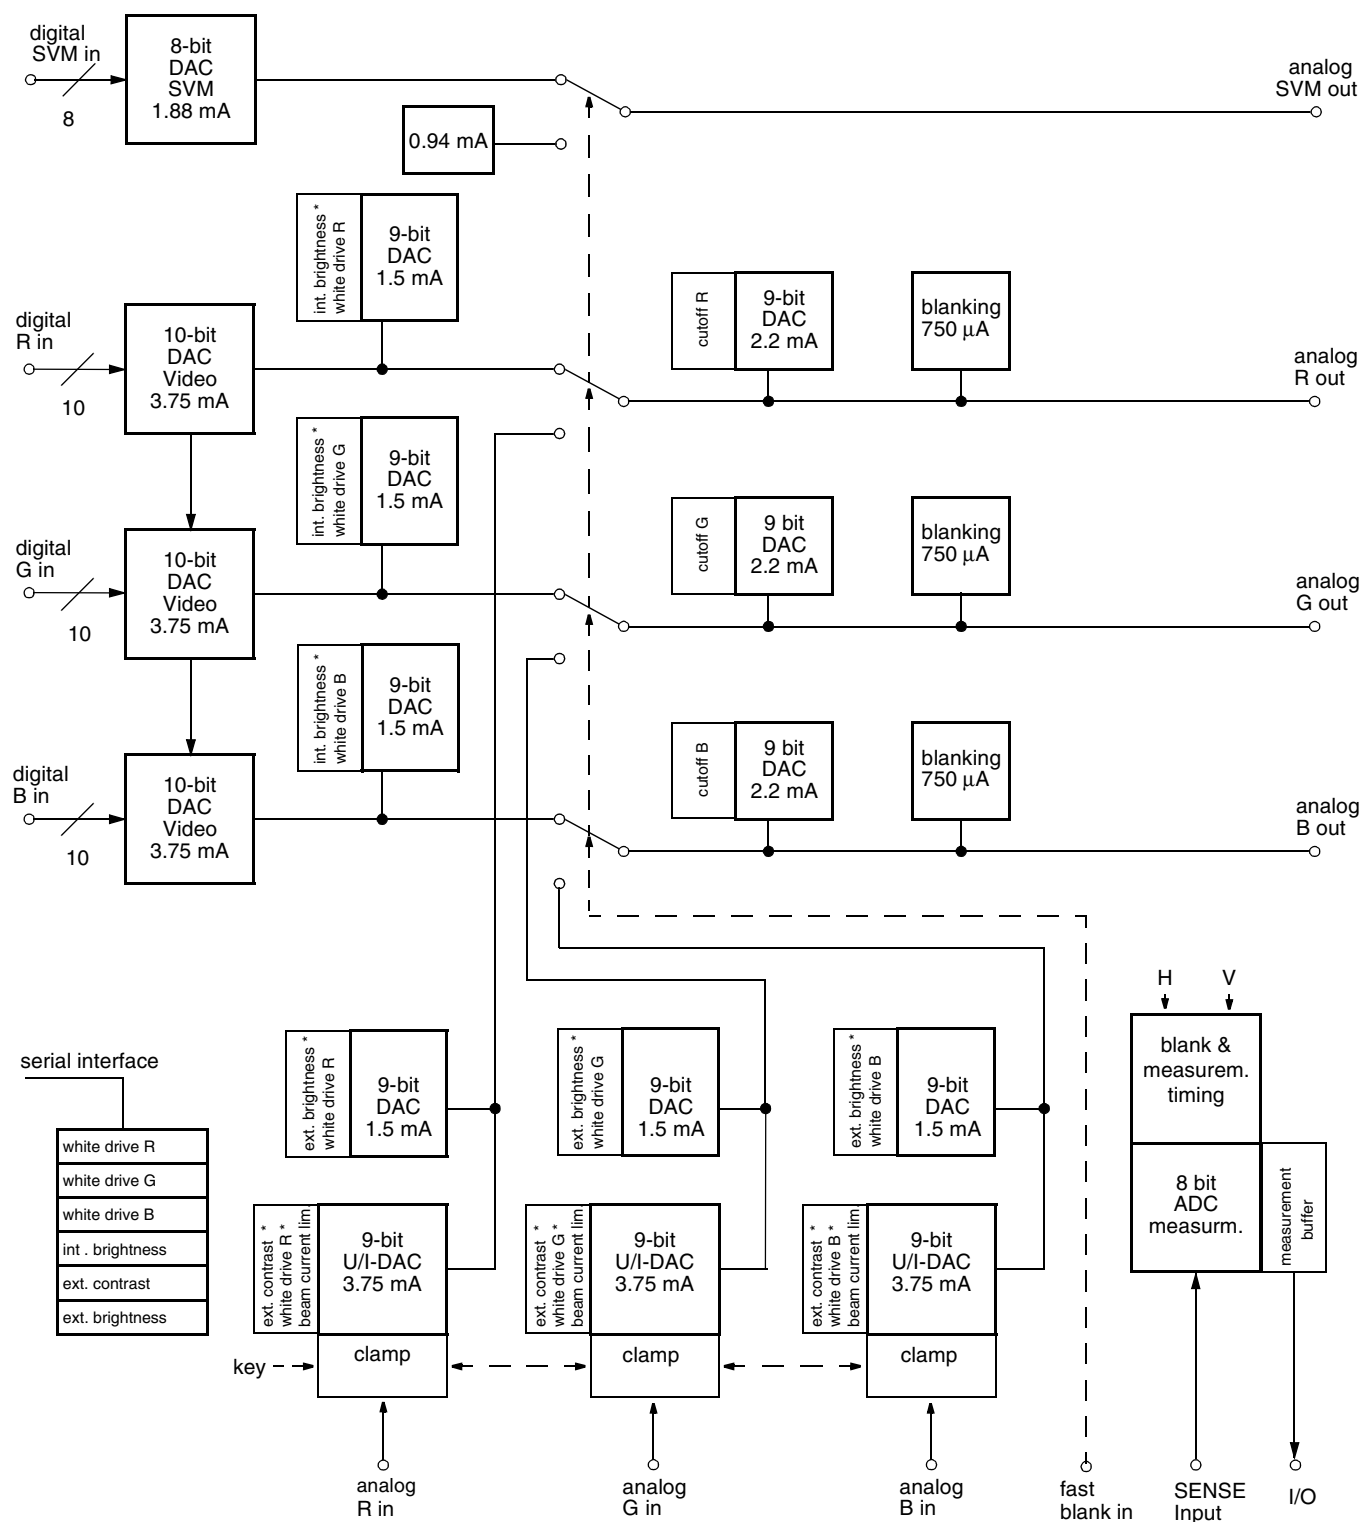 digital
SVM in
8
8-bit
DAC
SVM
1.88 mA
0.94 mA
analog
SVM out
int. brightness *
white drive R
9-bit
DAC
1.5 mA
digital
R in
10
10-bit
DAC
Video
3.75 mA
cutoff R
9-bit
DAC
2.2 mA
blanking
750 µA
analog
R out
int. brightness *
white drive G
9-bit
DAC
1.5 mA
digital
G in
10
10-bit
DAC
Video
3.75 mA
cutoff G
9 bit
DAC
2.2 mA
blanking
750 µA
analog
G out
int. brightness *
white drive B
9-bit
DAC
1.5 mA
digital
B in
10
10-bit
DAC
Video
3.75 mA
cutoff B
9 bit
DAC
2.2 mA
blanking
750 µA
analog
B out
serial interface
white drive R
white drive G
white drive B
int . brightness
ext. contrast
ext. brightness
ext. brightness *
white drive R
9-bit
DAC
1.5 mA
ext. brightness *
white drive G
9-bit
DAC
1.5 mA
ext. brightness *
white drive B
9-bit
DAC
1.5 mA
ext. contrast *
white drive R *
beam current lim.
9-bit
U/I-DAC
3.75 mA
clamp
ext. contrast *
white drive G *
beam current lim.
9-bit
U/I-DAC
3.75 mA
clamp
ext. contrast *
white drive B *
beam current lim.
9-bit
U/I-DAC
3.75 mA
clamp
key
analog
R in
analog
G in
analog
B in
fast
blank in
H
V
blank &
measurem.
timing
8 bit
ADC
measurm.
measurement
buffer
SENSE
Input
I/O